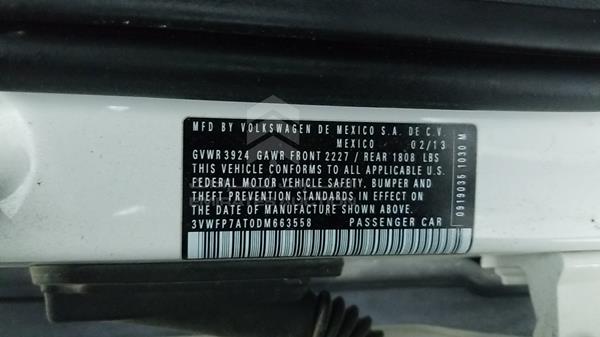 MFD BY VOLKSWAGEN DE MEXICO S.A. DE C.V.
MEXICO 02/13
GVWR 3924 GAWR FRONT 2227 / REAR 1808 LBS
THIS VEHICLE CONFORMS TO ALL APPLICABLE U.S.
FEDERAL MOTOR VEHICLE SAFETY, BUMPER AND
THEFT PREVENTION STANDARDS IN EFFECT ON
THE DATE OF MANUFACTURE SHOWN ABOVE.
3VWFP7AT0DM663558 PASSENGER CAR
0919035 1030 M